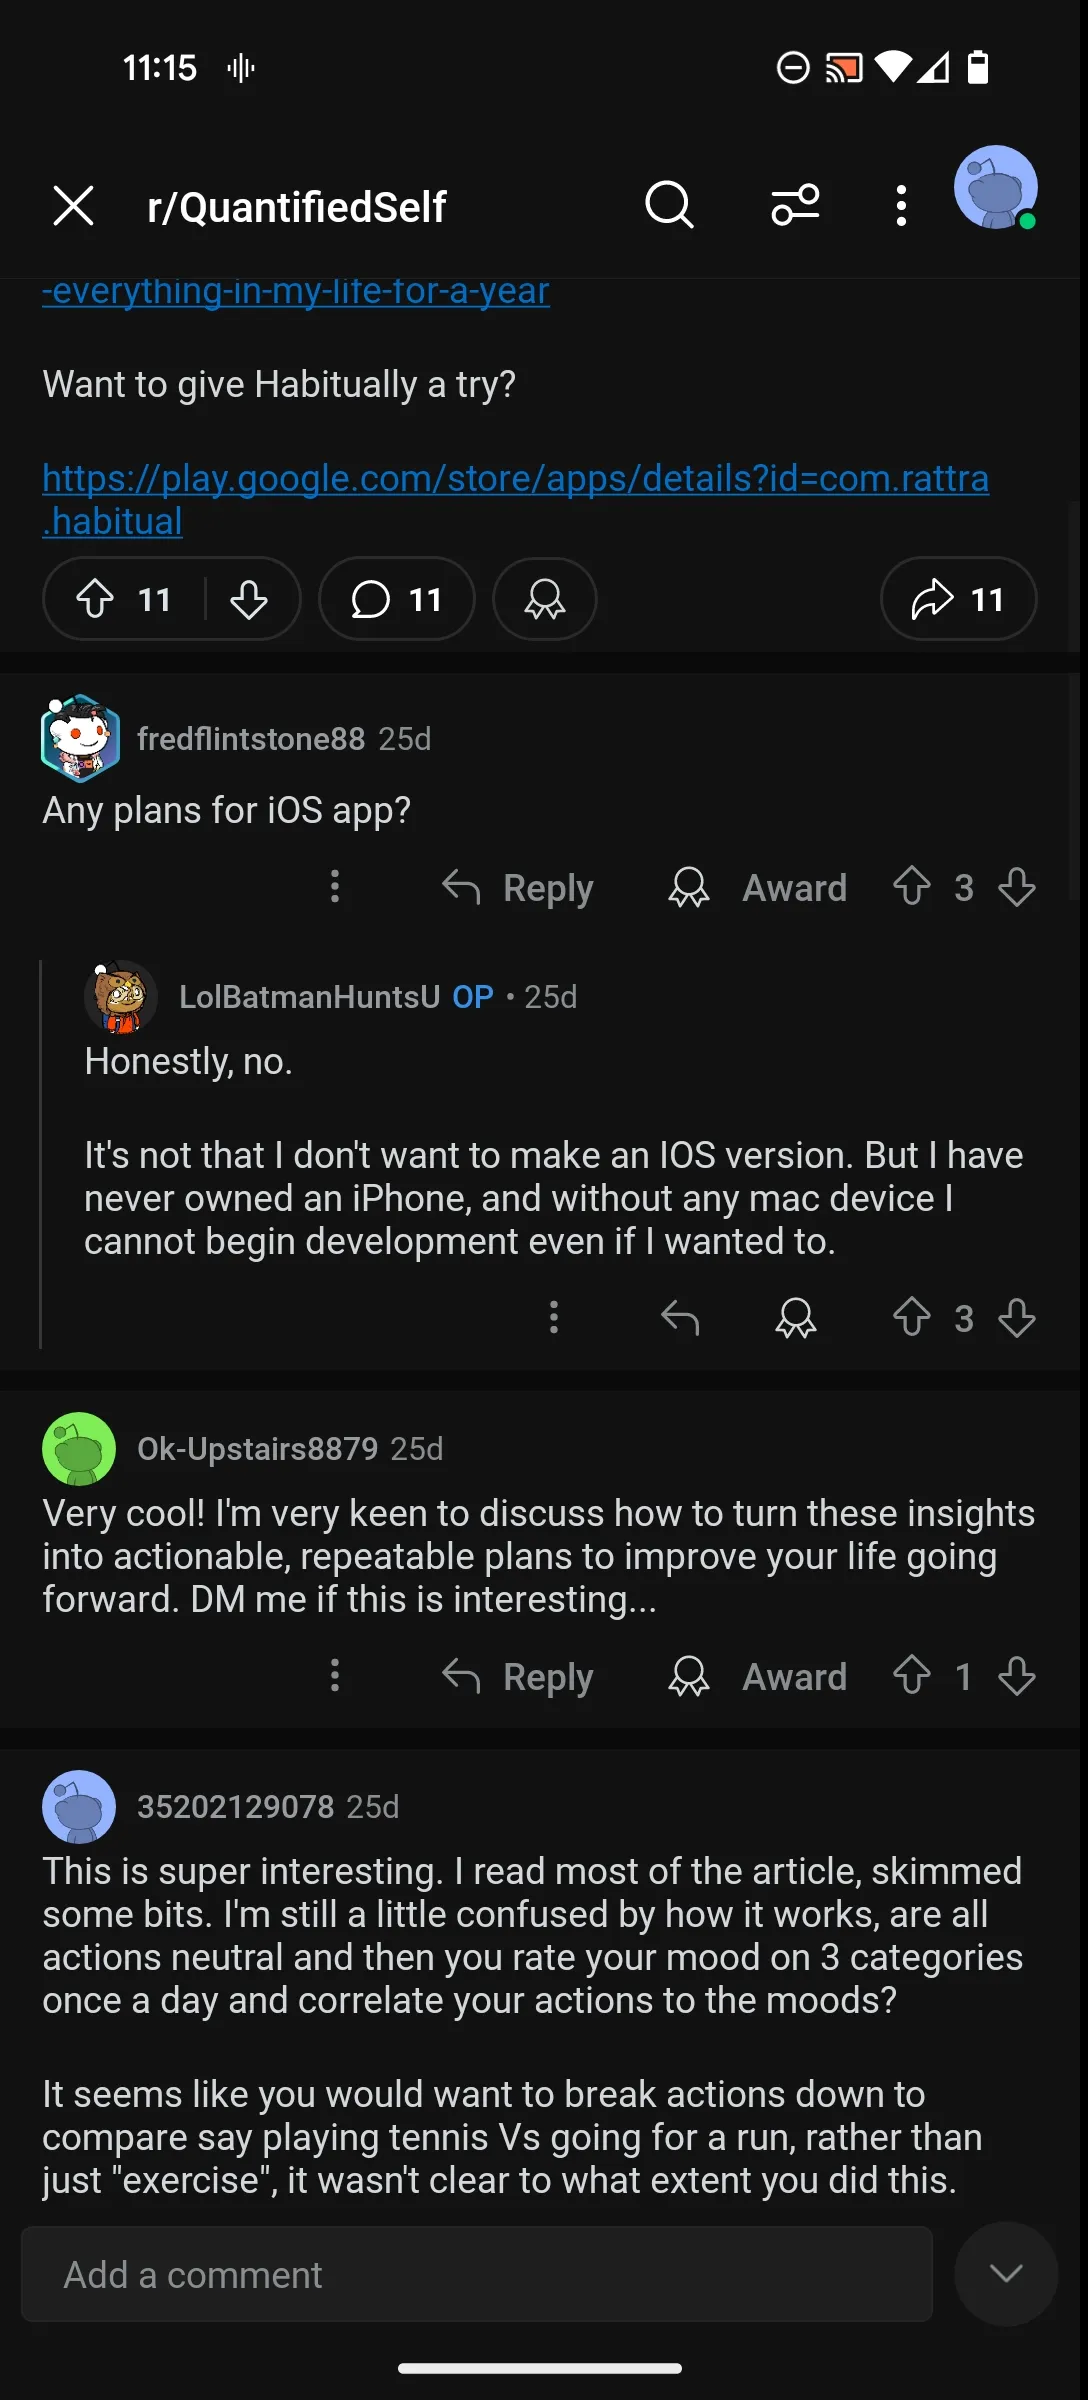 11:15
r/QuantifiedSelf
-everything-in-my-life-for-a-year
Want to give Habitually a try?
https://play.google.com/store/apps/details?id=com.rattra
.habitual
11
11
11
fredflintstone88 25d
Any plans for iOS app?
Reply Award 3
LolBatmanHuntsU OP • 25d
Honestly, no.
It's not that I don't want to make an IOS version. But I have
never owned an iPhone, and without any mac device I
cannot begin development even if I wanted to.
3
Ok-Upstairs8879 25d
Very cool! I'm very keen to discuss how to turn these insights
into actionable, repeatable plans to improve your life going
forward. DM me if this is interesting...
Reply Award 1
35202129078 25d
This is super interesting. I read most of the article, skimmed
some bits. I'm still a little confused by how it works, are all
actions neutral and then you rate your mood on 3 categories
once a day and correlate your actions to the moods?
It seems like you would want to break actions down to
compare say playing tennis Vs going for a run, rather than
just "exercise", it wasn't clear to what extent you did this.
Add a comment